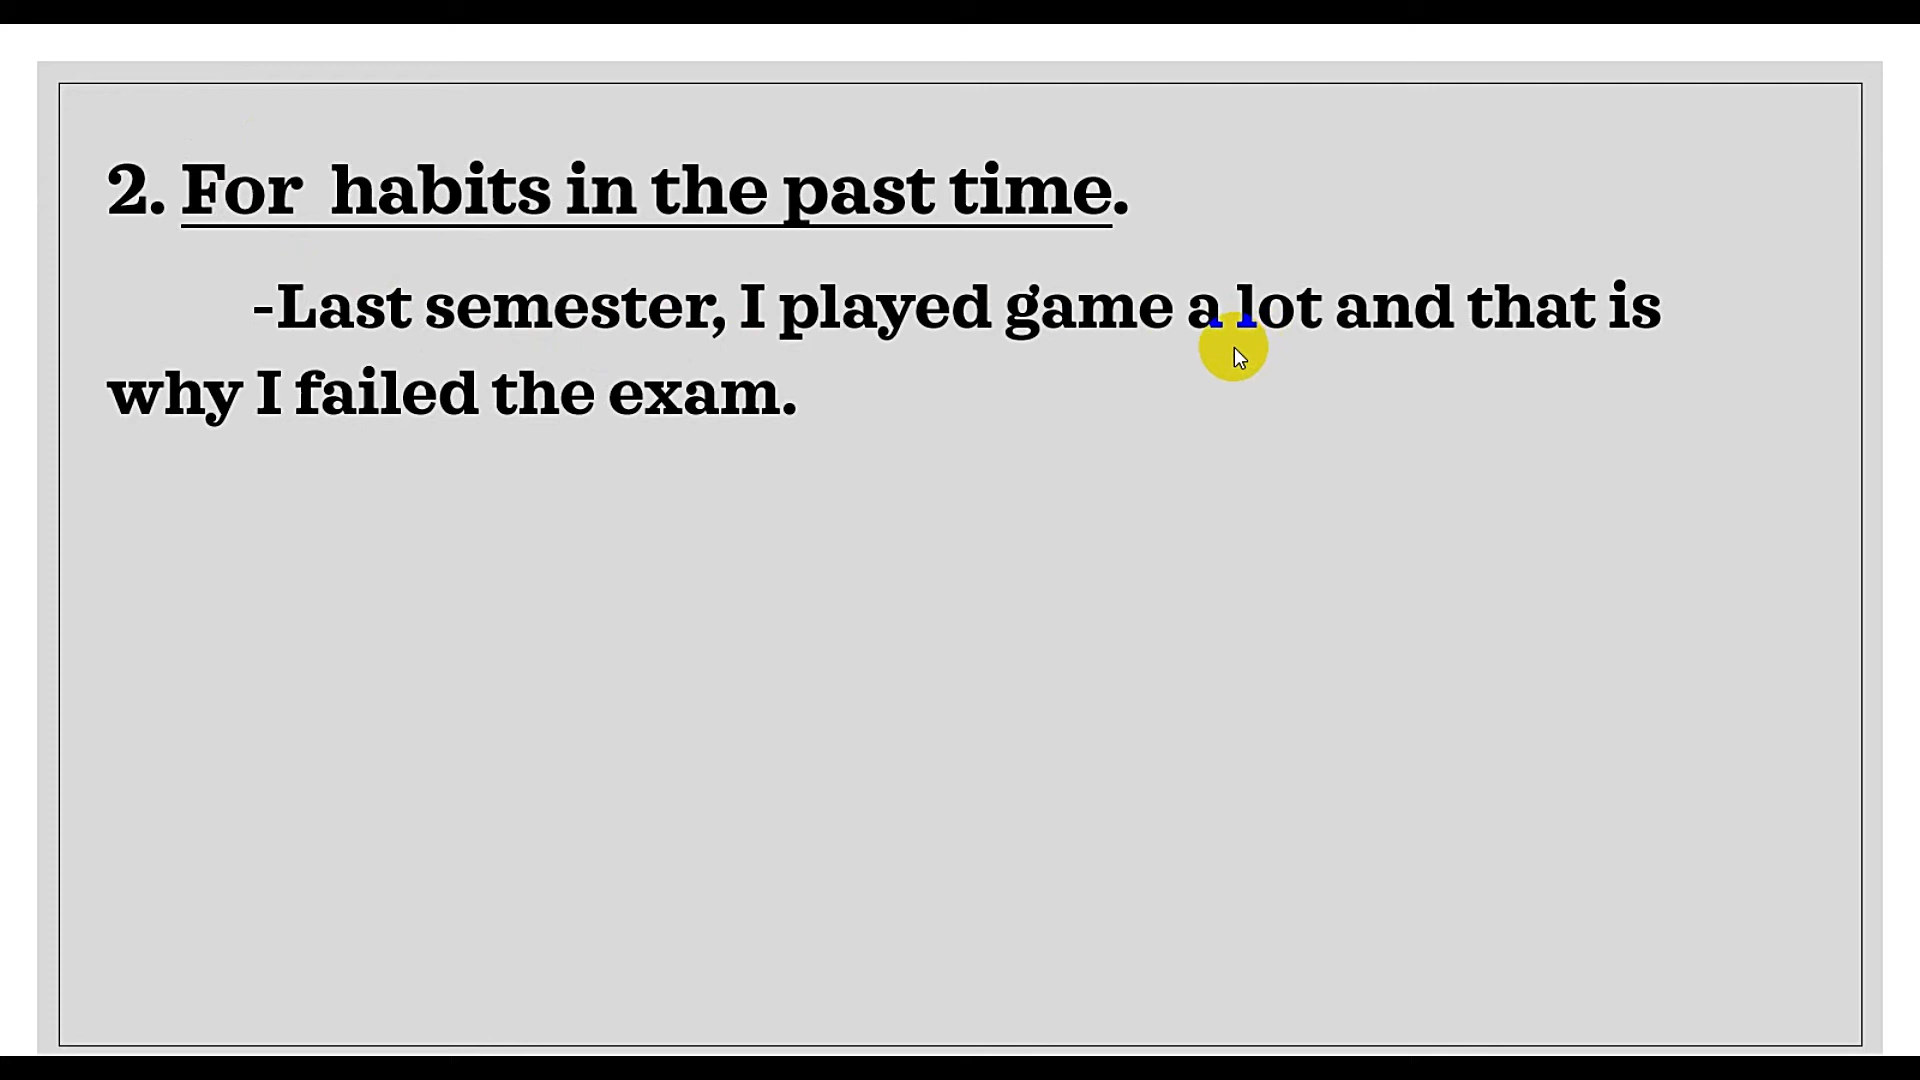 2. For habits in the past time.
-Last semester, I played game a lot and that is
why I failed the exam.